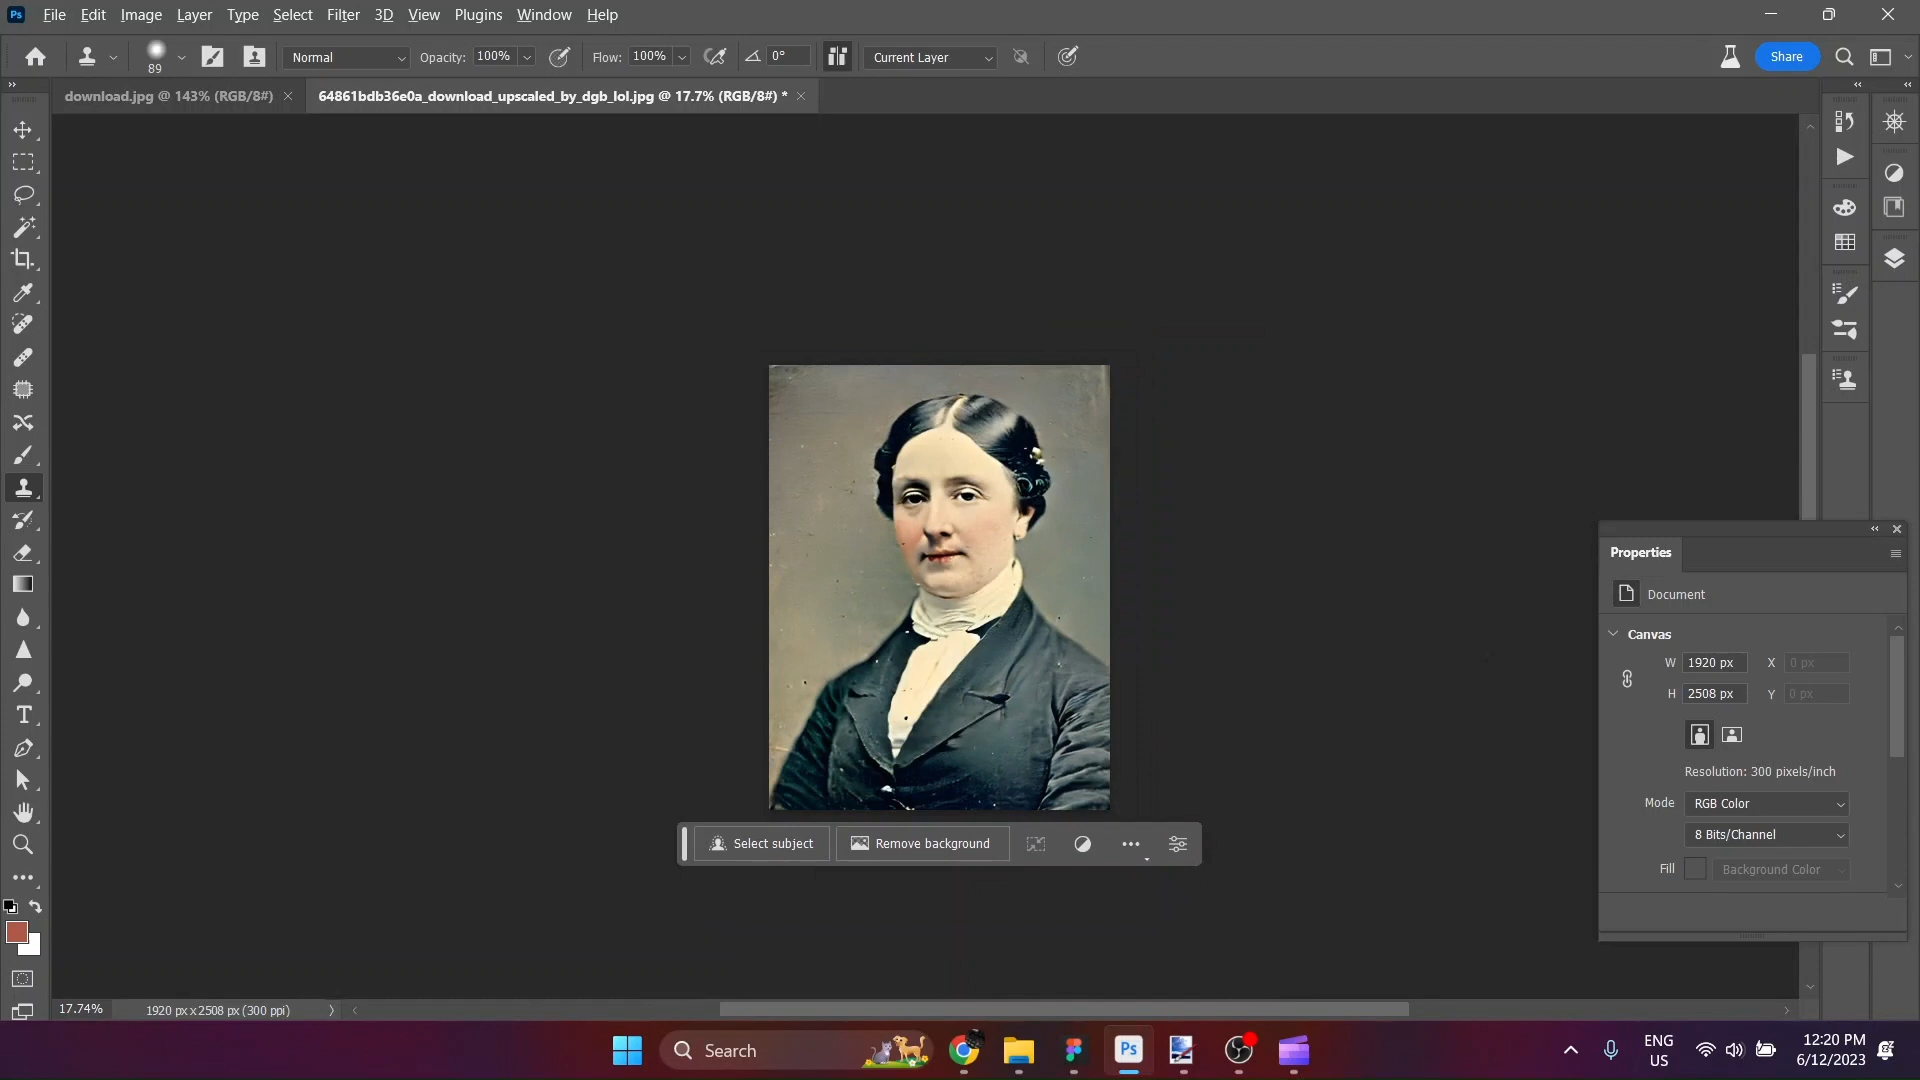 Ps File Edit Image Layer Type Select Filter 3D View Plugins Window Help
89 Normal Opacity: 100% Flow: 100% 0° Current Layer Share
download.jpg @ 143% (RGB/8#) 64861bdb36e0a_download_upscaled_by_dgb_lol.jpg @ 17.7% (RGB/8#) *
Properties
Document
Canvas
W 1920 px X 0 px
H 2508 px Y 0 px
Resolution: 300 pixels/inch
Mode RGB Color
8 Bits/Channel
Fill Background Color
Select subject Remove background
17.74% 1920 px x 2508 px (300 ppi)
Search Ps ENG US 12:20 PM
6/12/2023